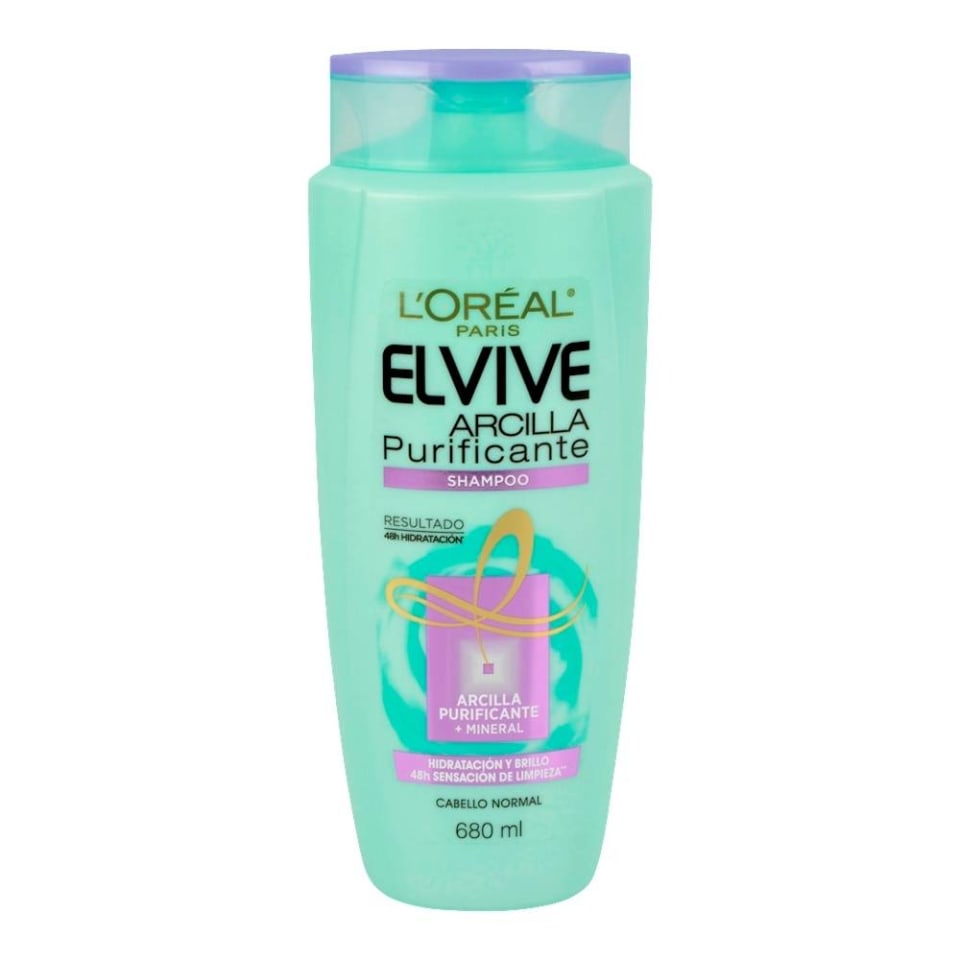 L'ORÉAL®
PARIS
ELVIVE
ARCILLA
Purificante
SHAMPOO
RESULTADO
48h HIDRATACIÓN*
ARCILLA
PURIFICANTE
+ MINERAL
HIDRATACIÓN Y BRILLO
48h SENSACIÓN DE LIMPIEZA**
CABELLO NORMAL
680 ml